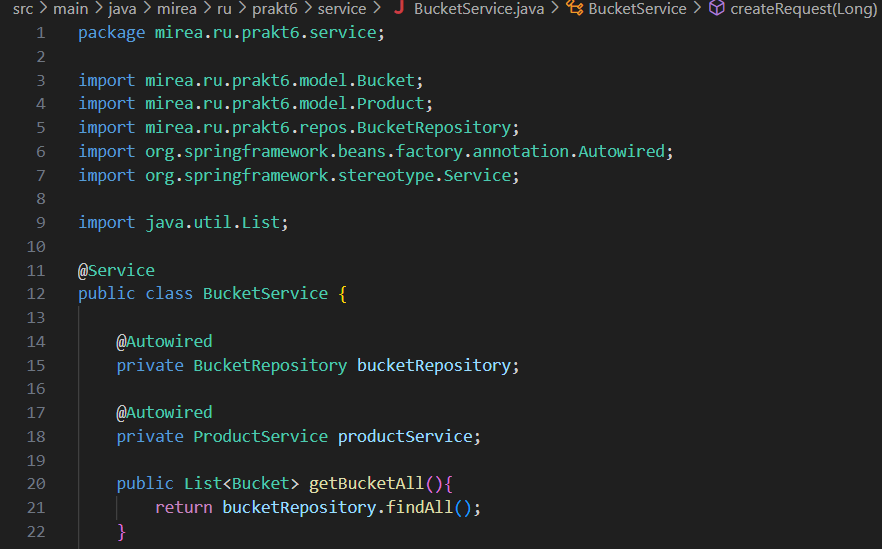 src > main > java > mirea > ru > prakt6 > service > J BucketService.java > BucketService > createRequest(Long)
1 package mirea.ru.prakt6.service;
2
3 import mirea.ru.prakt6.model.Bucket;
4 import mirea.ru.prakt6.model.Product;
5 import mirea.ru.prakt6.repos.BucketRepository;
6 import org.springframework.beans.factory.annotation.Autowired;
7 import org.springframework.stereotype.Service;
8
9 import java.util.List;
10
11 @Service
12 public class BucketService {
13
14 @Autowired
15 private BucketRepository bucketRepository;
16
17 @Autowired
18 private ProductService productService;
19
20 public List<Bucket> getBucketAll(){
21 return bucketRepository.findAll();
22 }